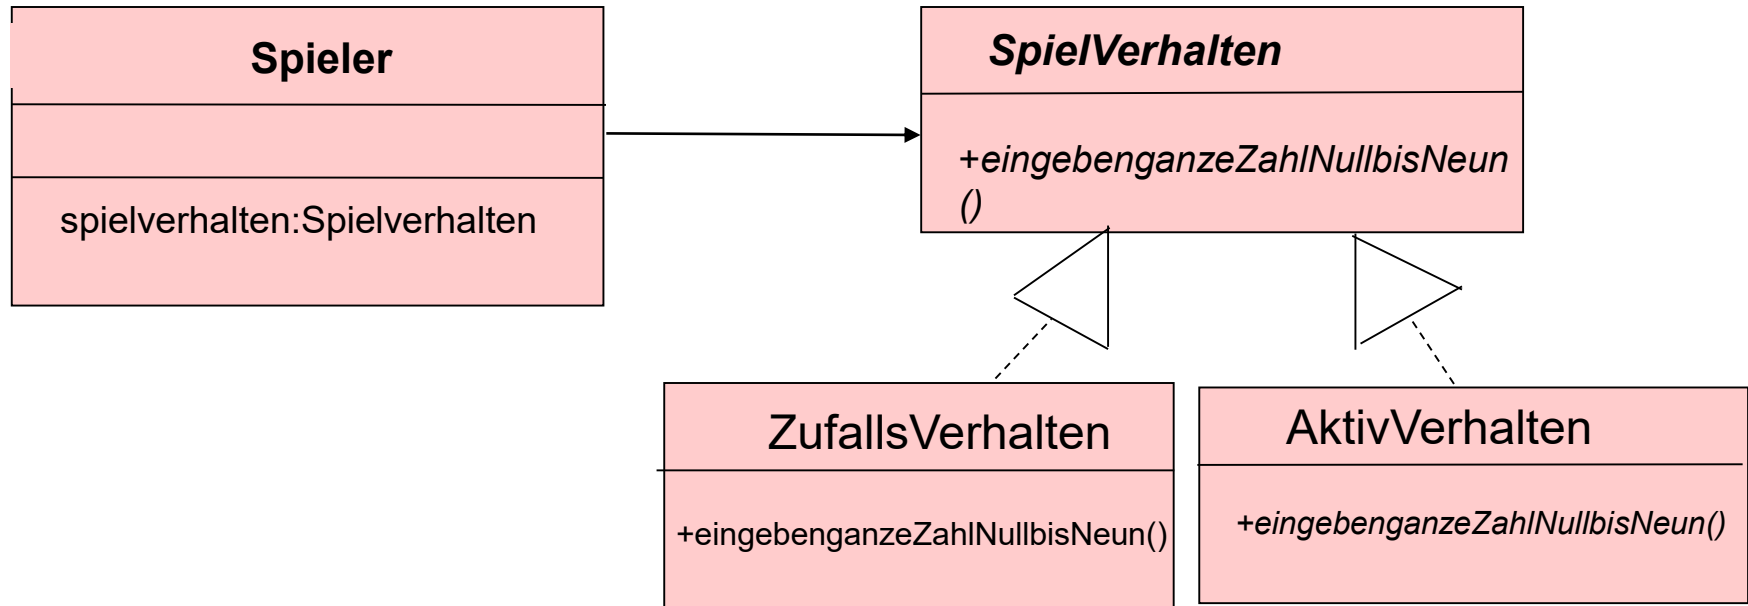 Spieler
spielverhalten:Spielverhalten
SpielVerhalten
+eingebenganzeZahlNullbisNeun
()
ZufallsVerhalten
+eingebenganzeZahlNullbisNeun()
AktivVerhalten
+eingebenganzeZahlNullbisNeun()